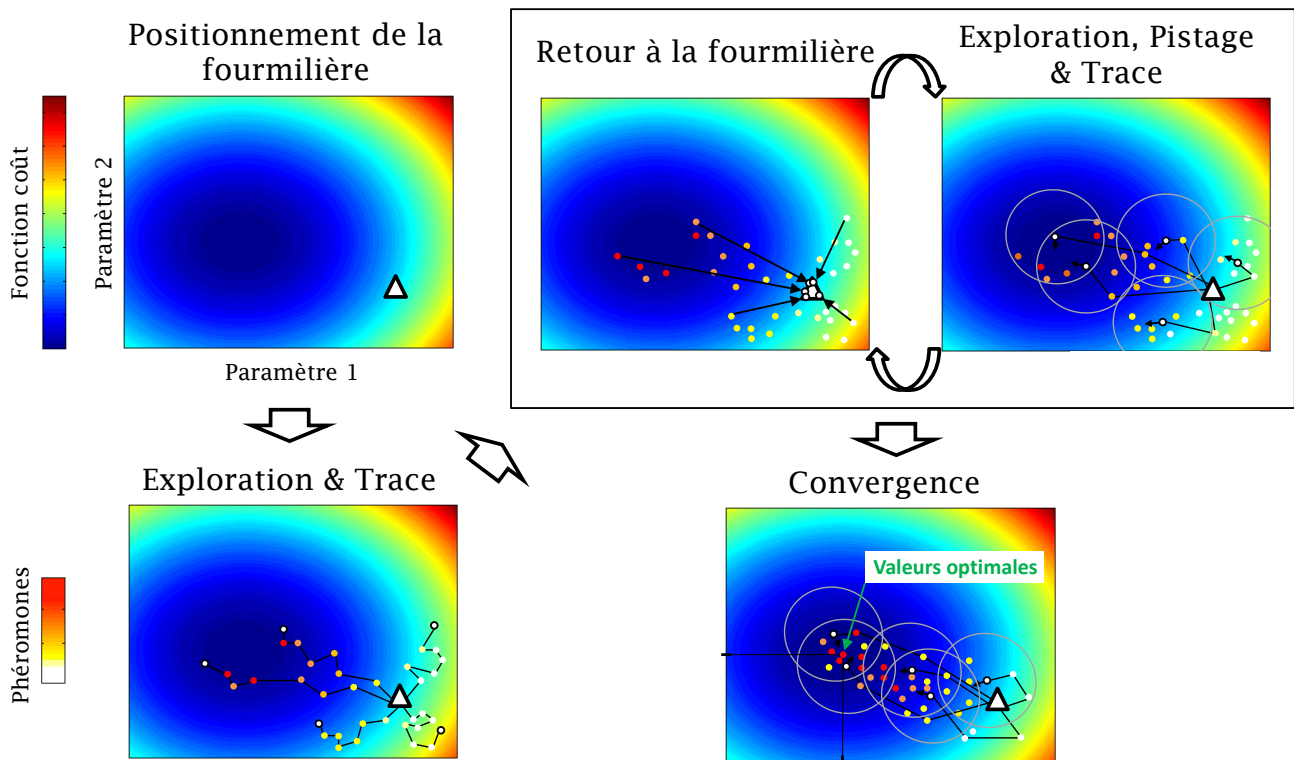 Positionnement de la
fourmilière
Fonction coût
Paramètre 2
Paramètre 1
Retour à la fourmilière
Exploration, Pistage
& Trace
Exploration & Trace
Phéromones
Convergence
Valeurs optimales